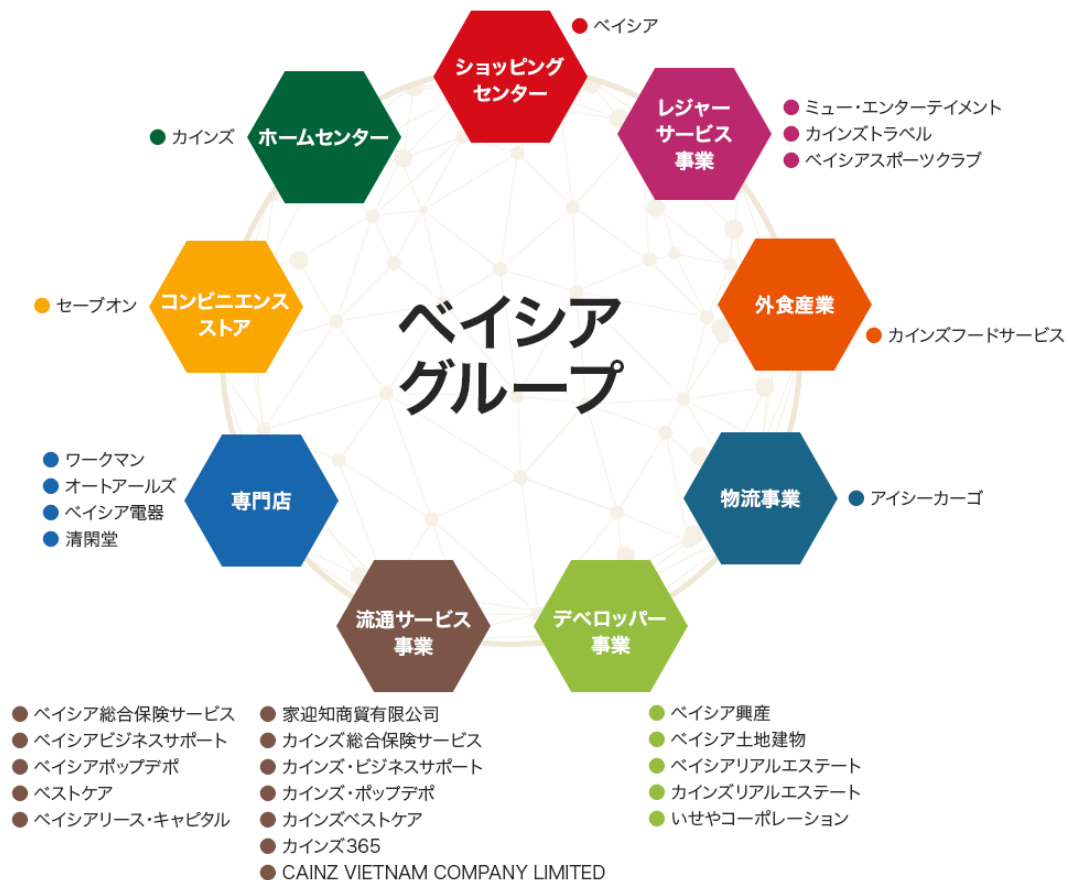 ベイシア
グループ
ショッピング
センター
ベイシア
レジャー
サービス
事業
ミュー・エンターテイメント
カインズトラベル
ベイシアスポーツクラブ
外食産業
カインズフードサービス
物流事業
アイシーカーゴ
デベロッパー
事業
ベイシア興産
ベイシア土地建物
ベイシアリアルエステート
カインズリアルエステート
いせやコーポレーション
流通サービス
事業
ベイシア総合保険サービス
ベイシアビジネスサポート
ベイシアポップデポ
ベストケア
ベイシアリース・キャピタル
家迎知商貿有限公司
カインズ総合保険サービス
カインズ・ビジネスサポート
カインズ・ポップデポ
カインズベストケア
カインズ365
CAINZ VIETNAM COMPANY LIMITED
専門店
ワークマン
オートアールズ
ベイシア電器
清閑堂
コンビニエンス
ストア
セーブオン
ホームセンター
カインズ